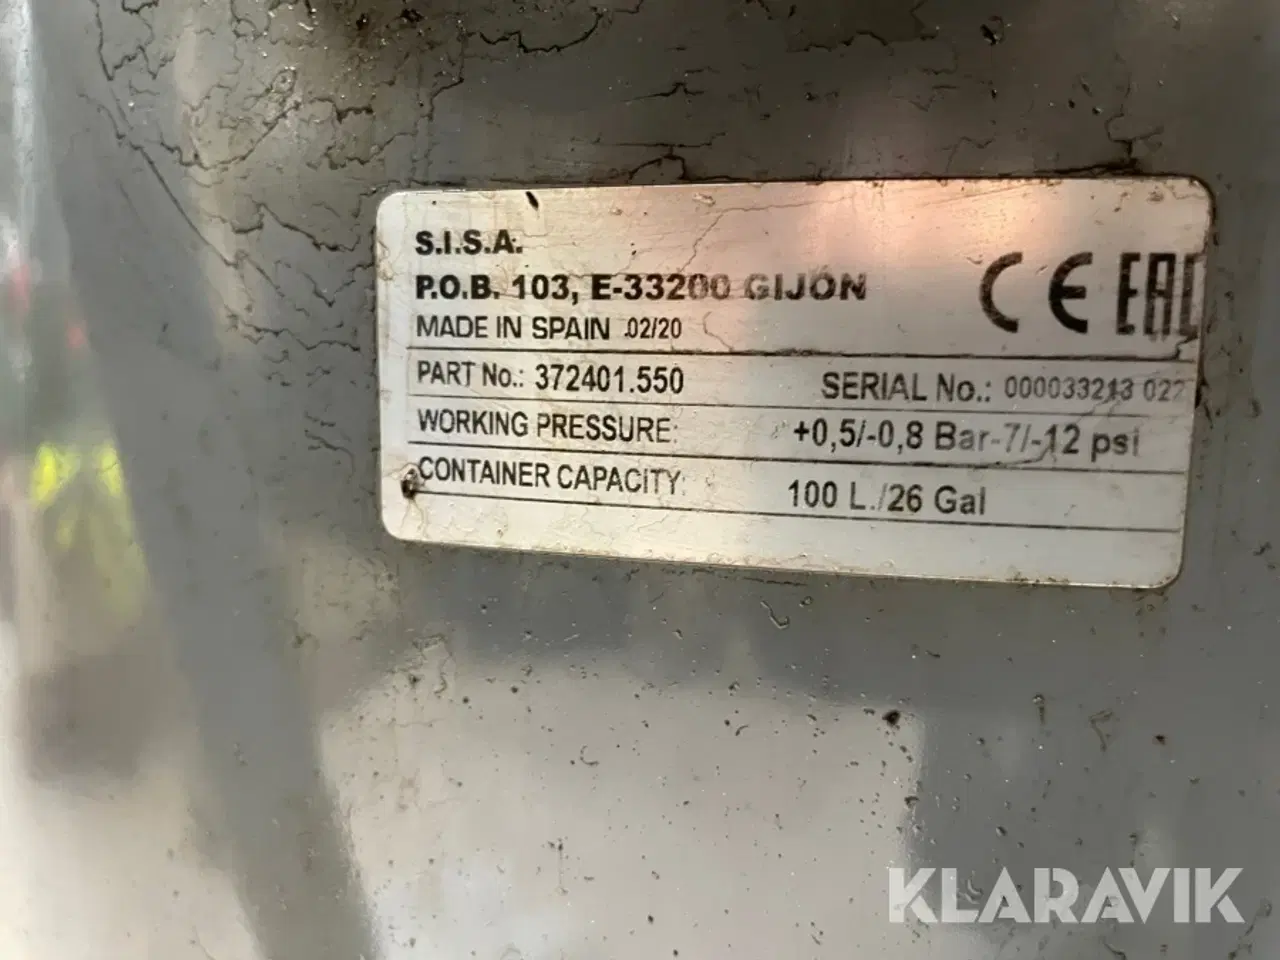 S.I.S.A.
P.O.B. 103, E-33200 GIJÓN
CE EAC
MADE IN SPAIN 02/20
PART No.: 372401.550 SERIAL No.: 000033213 022
WORKING PRESSURE: +0,5/-0,8 Bar-7/-12 psi
CONTAINER CAPACITY: 100 L./26 Gal
KLARAVIK